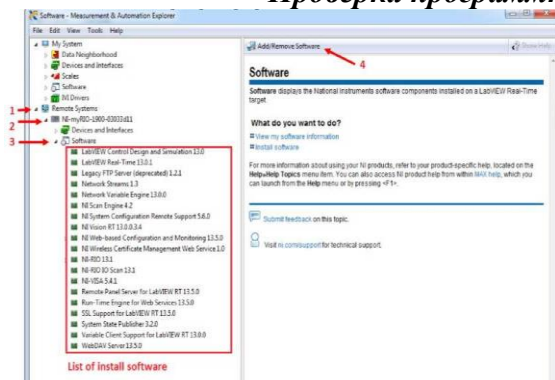 Проверка программ
Software - Measurement & Automation Explorer
File Edit View Tools Help
My System
Data Neighborhood
Devices and Interfaces
Scales
Software
IVI Drivers
1
Remote Systems
2
NI-myRIO-1900-03033d11
Devices and Interfaces
3
Software
LabVIEW Control Design and Simulation 13.0
LabVIEW Real-Time 13.0.1
Legacy FTP Server (deprecated) 1.2.1
Network Streams 1.3
Network Variable Engine 13.0.0
NI Scan Engine 4.2
NI System Configuration Remote Support 5.6.0
NI Vision RT 13.0.0.3.4
NI Web-based Configuration and Monitoring 13.5.0
NI Wireless Certificate Management Web Service 1.0
NI-RIO 13.1
NI-RIO IO Scan 13.1
NI-VISA 5.4.1
Remote Panel Server for LabVIEW RT 13.5.0
Run-Time Engine for Web Services 13.5.0
SSL Support for LabVIEW RT 13.5.0
System State Publisher 3.2.0
Variable Client Support for LabVIEW RT 13.0.0
WebDAV Server 13.5.0
List of install software
Add/Remove Software
Show Help
4
Software
Software displays the National Instruments software components installed on a LabVIEW Real-Time
target.
What do you want to do?
View my software information
Install software
For more information about using your NI products, refer to your product-specific help, located on the
Help»Help Topics menu item. You can also access NI product help from within MAX help, which you
can launch from the Help menu or by pressing <F1>.
Submit feedback on this topic.
Visit ni.com/support for technical support.